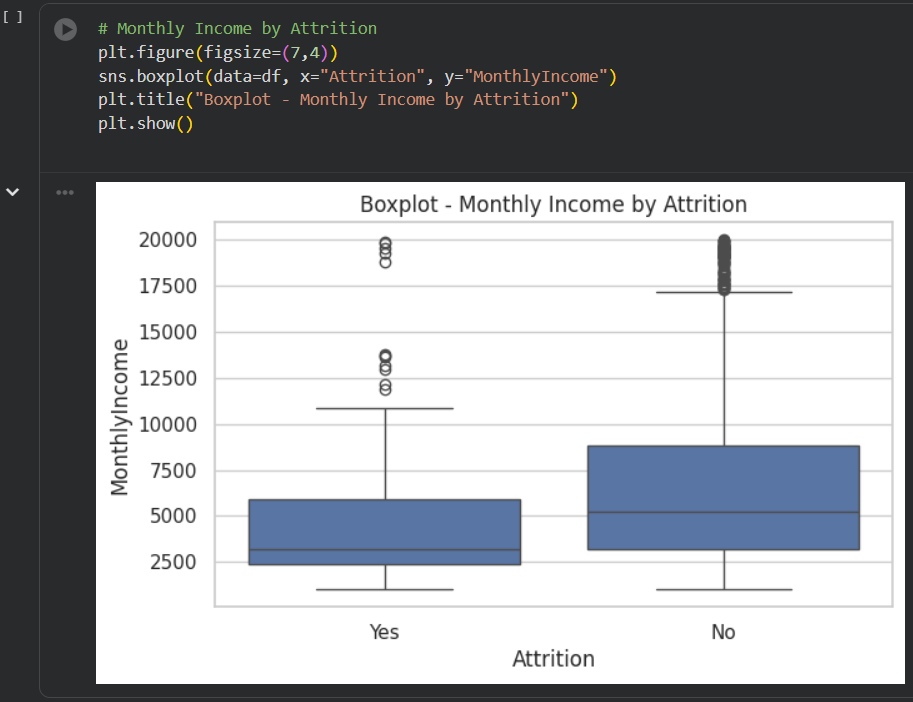 [ ]
# Monthly Income by Attrition
plt.figure(figsize=(7,4))
sns.boxplot(data=df, x="Attrition", y="MonthlyIncome")
plt.title("Boxplot - Monthly Income by Attrition")
plt.show()
Boxplot - Monthly Income by Attrition
20000
17500
15000
12500
10000
7500
5000
2500
MonthlyIncome
Yes
No
Attrition